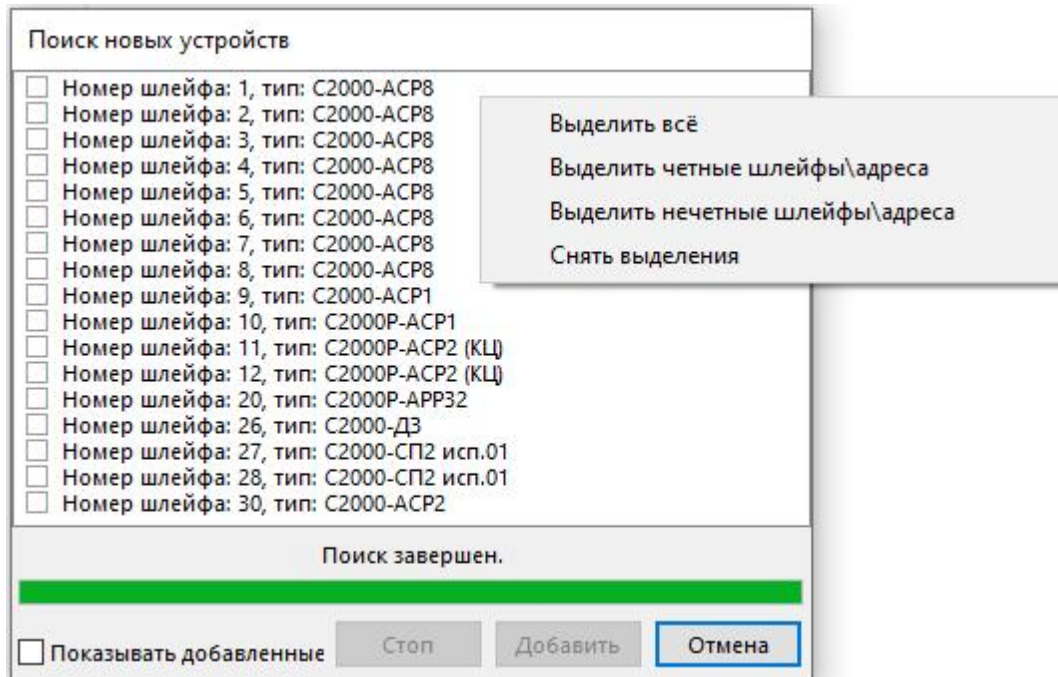 Поиск новых устройств
Номер шлейфа: 1, тип: С2000-АСР8
Номер шлейфа: 2, тип: С2000-АСР8
Номер шлейфа: 3, тип: С2000-АСР8
Номер шлейфа: 4, тип: С2000-АСР8
Номер шлейфа: 5, тип: С2000-АСР8
Номер шлейфа: 6, тип: С2000-АСР8
Номер шлейфа: 7, тип: С2000-АСР8
Номер шлейфа: 8, тип: С2000-АСР8
Номер шлейфа: 9, тип: С2000-АСР1
Номер шлейфа: 10, тип: С2000Р-АСР1
Номер шлейфа: 11, тип: С2000Р-АСР2 (КЦ)
Номер шлейфа: 12, тип: С2000Р-АСР2 (КЦ)
Номер шлейфа: 20, тип: С2000Р-АРР32
Номер шлейфа: 26, тип: С2000-ДЗ
Номер шлейфа: 27, тип: С2000-СП2 исп.01
Номер шлейфа: 28, тип: С2000-СП2 исп.01
Номер шлейфа: 30, тип: С2000-АСР2
Выделить всё
Выделить четные шлейфы\адреса
Выделить нечетные шлейфы\адреса
Снять выделения
Поиск завершен.
Показывать добавленные
Стоп
Добавить
Отмена